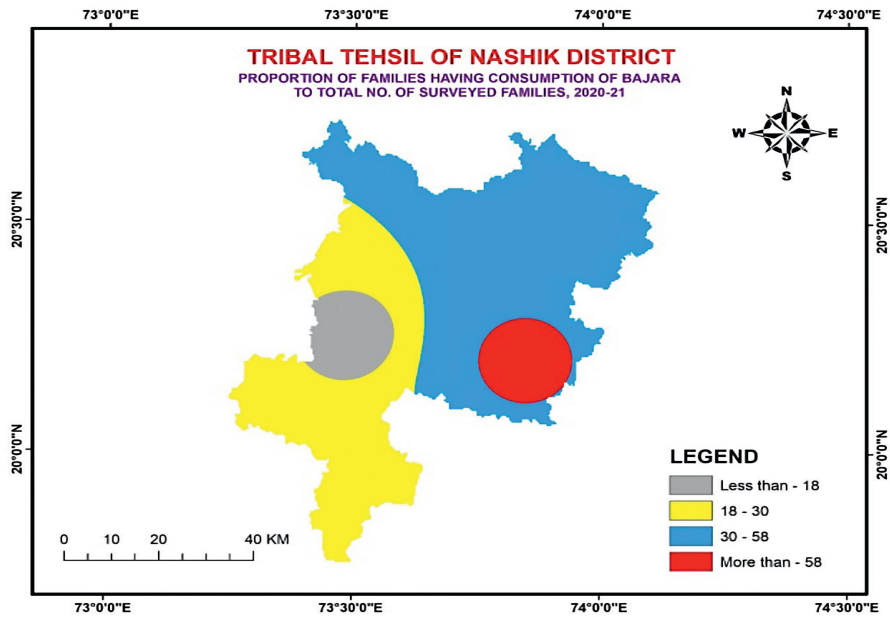 73°0'0"E 73°30'0"E 74°0'0"E 74°30'0"E
TRIBAL TEHSIL OF NASHIK DISTRICT
PROPORTION OF FAMILIES HAVING CONSUMPTION OF BAJARA
TO TOTAL NO. OF SURVEYED FAMILIES, 2020-21
N
W E
S
20°30'0"N 20°30'0"N
20°0'0"N 20°0'0"N
LEGEND
Less than - 18
18 - 30
30 - 58
More than - 58
0 10 20 40 KM
73°0'0"E 73°30'0"E 74°0'0"E 74°30'0"E